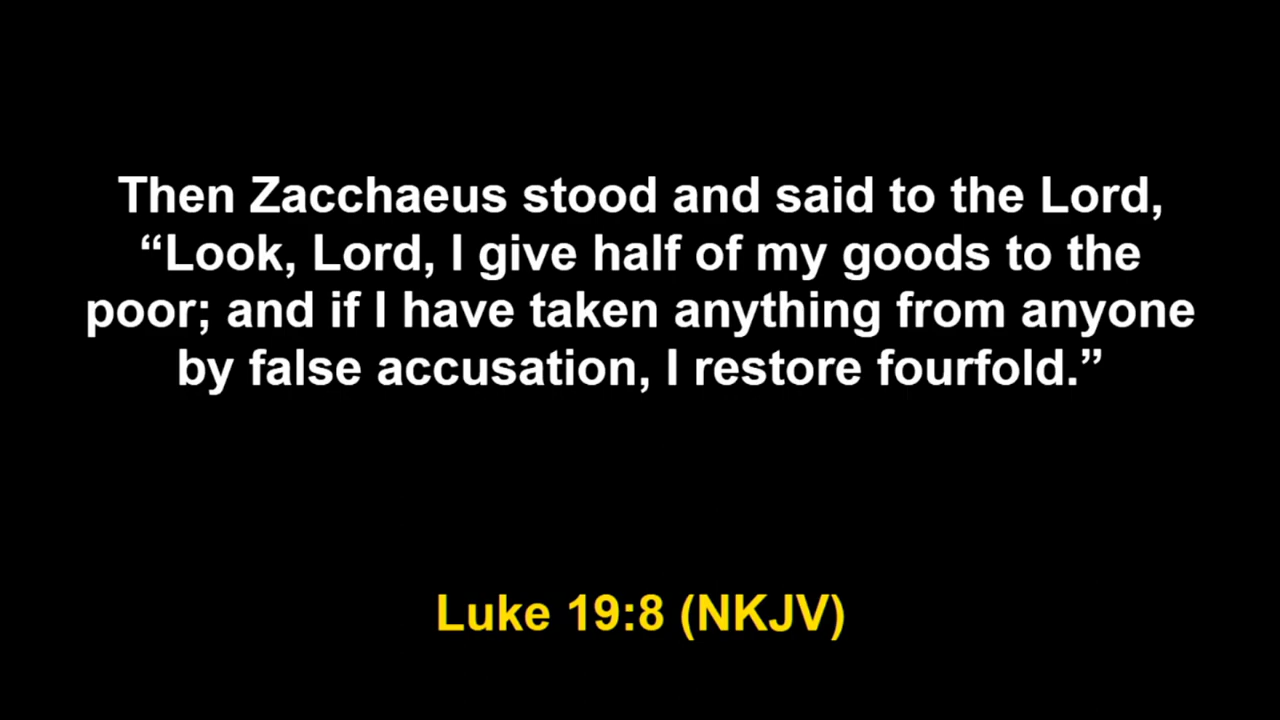 Then Zacchaeus stood and said to the Lord,
“Look, Lord, I give half of my goods to the
poor; and if I have taken anything from anyone
by false accusation, I restore fourfold.”
Luke 19:8 (NKJV)